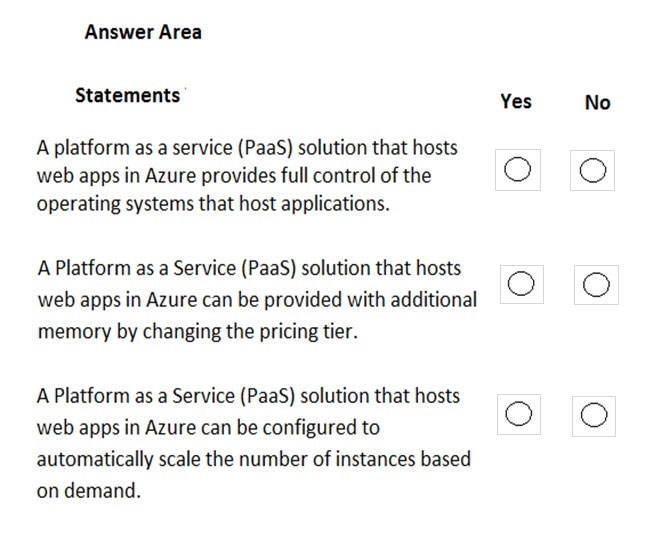 Answer Area
Statements
Yes No
A platform as a service (PaaS) solution that hosts
web apps in Azure provides full control of the
operating systems that host applications.
A Platform as a Service (PaaS) solution that hosts
web apps in Azure can be provided with additional
memory by changing the pricing tier.
A Platform as a Service (PaaS) solution that hosts
web apps in Azure can be configured to
automatically scale the number of instances based
on demand.